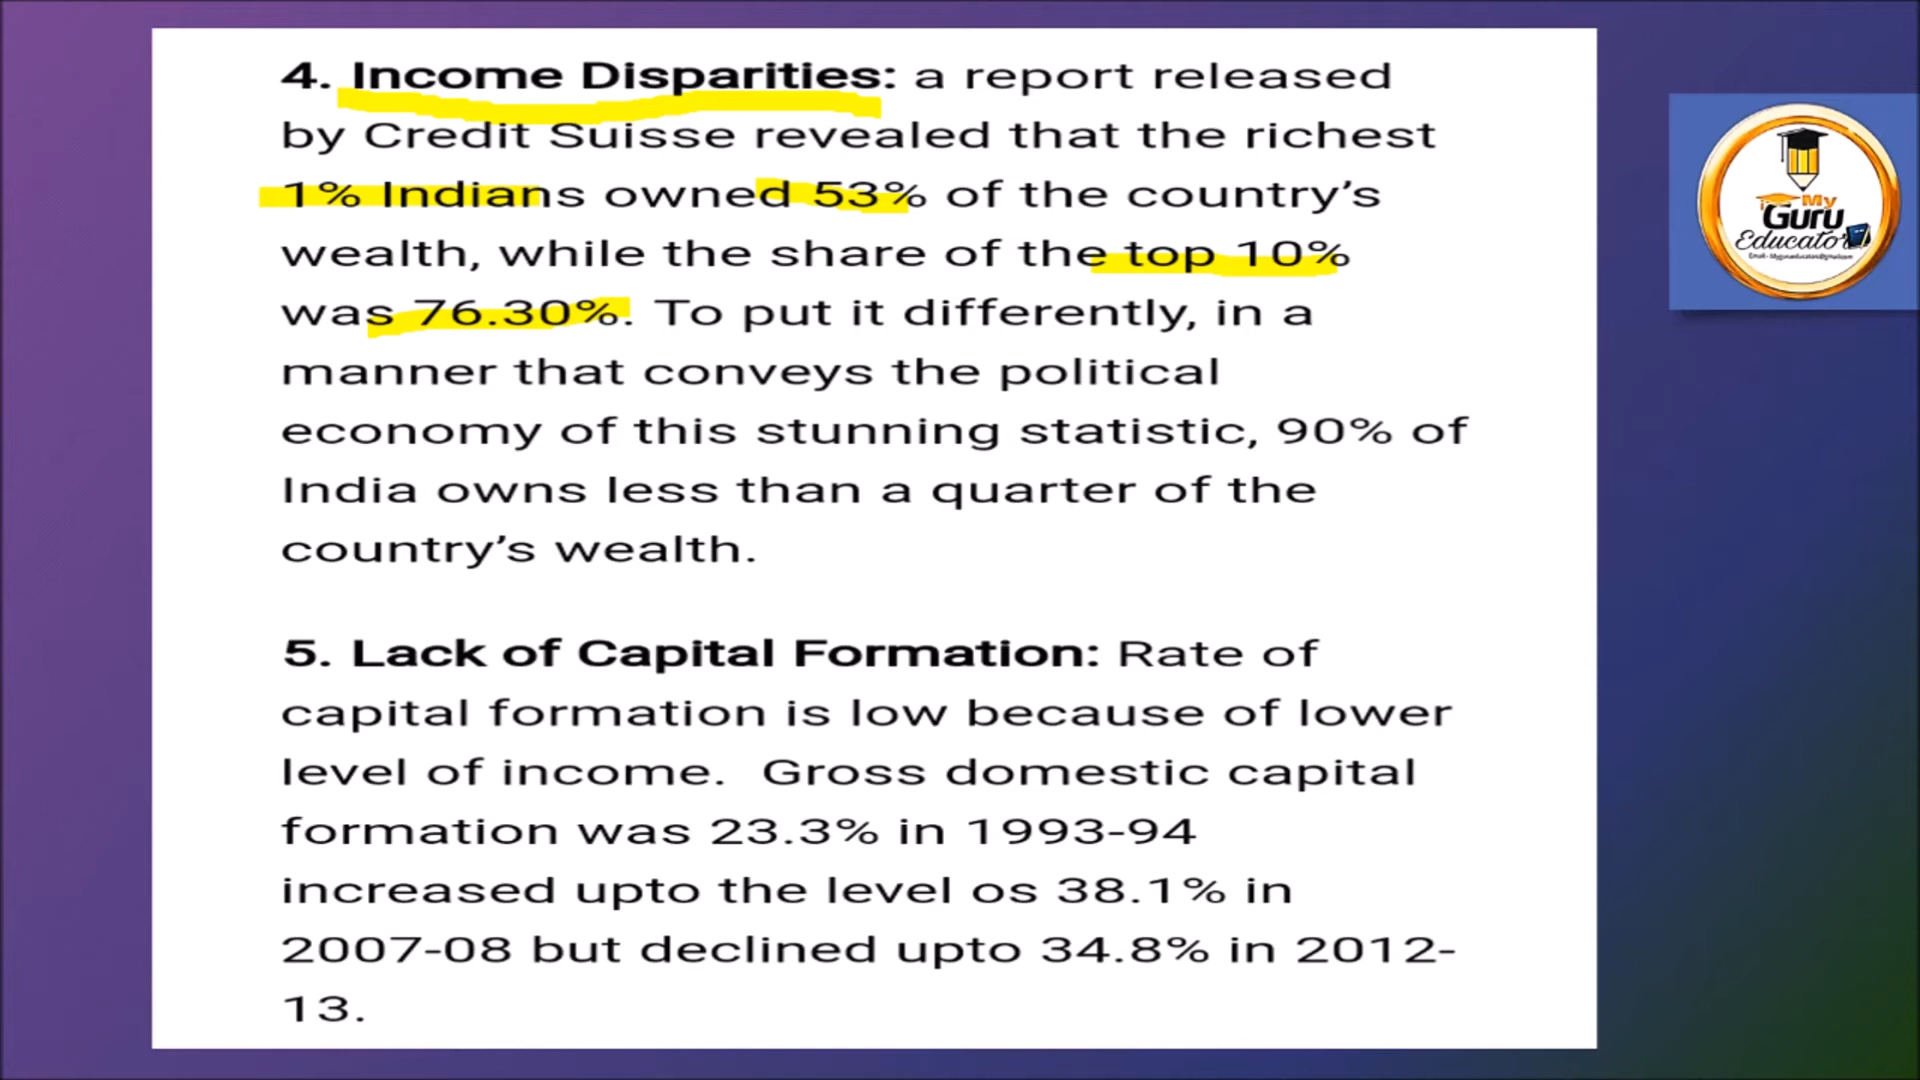 4. Income Disparities: a report released
by Credit Suisse revealed that the richest
1% Indians owned 53% of the country’s
wealth, while the share of the top 10%
was 76.30%. To put it differently, in a
manner that conveys the political
economy of this stunning statistic, 90% of
India owns less than a quarter of the
country’s wealth.
5. Lack of Capital Formation: Rate of
capital formation is low because of lower
level of income. Gross domestic capital
formation was 23.3% in 1993-94
increased upto the level os 38.1% in
2007-08 but declined upto 34.8% in 2012-
13.
My
Guru
Educator